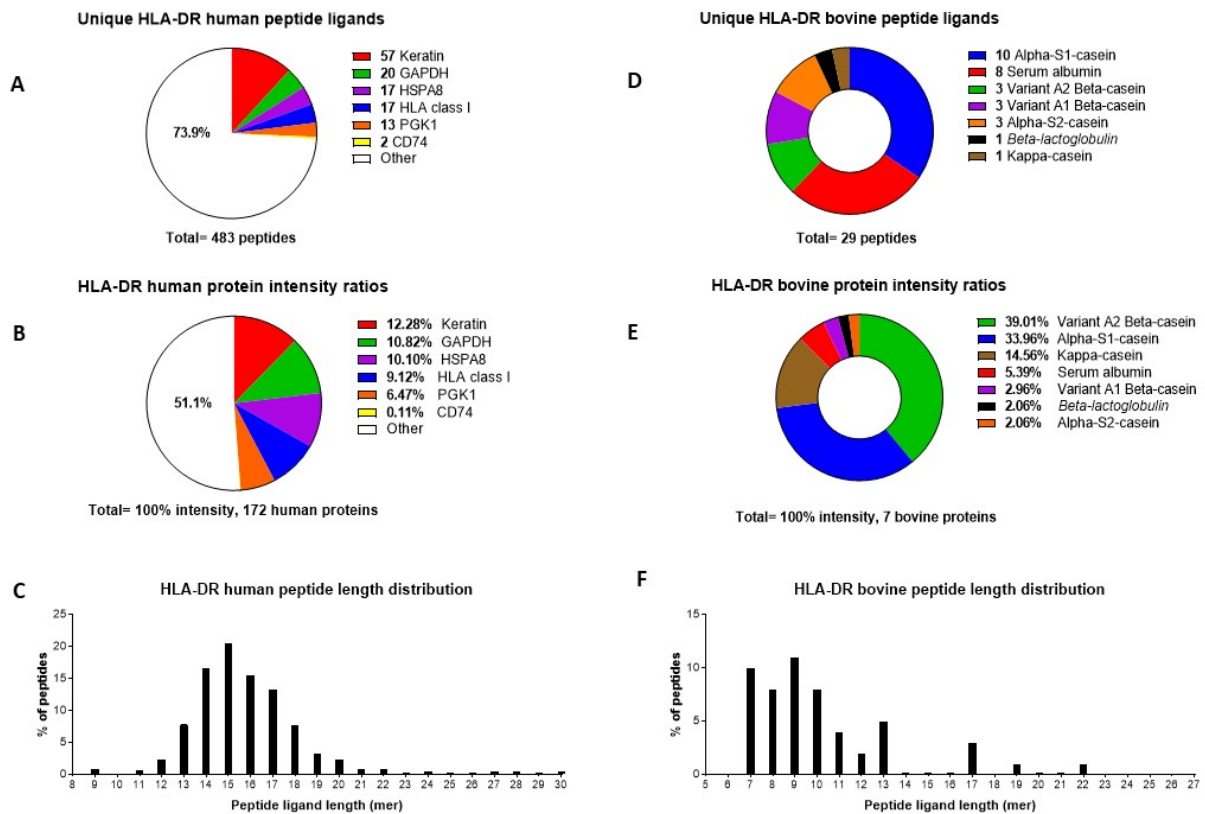 Unique HLA-DR human peptide ligands
A
73.9%
57 Keratin
20 GAPDH
17 HSPA8
17 HLA class I
13 PGK1
2 CD74
Other
Total= 483 peptides
HLA-DR human protein intensity ratios
B
51.1%
12.28% Keratin
10.82% GAPDH
10.10% HSPA8
9.12% HLA class I
6.47% PGK1
0.11% CD74
Other
Total= 100% intensity, 172 human proteins
C
HLA-DR human peptide length distribution
% of peptides
25
20
15
10
5
0
8 9 10 11 12 13 14 15 16 17 18 19 20 21 22 23 24 25 26 27 28 29 30
Peptide ligand length (mer)
Unique HLA-DR bovine peptide ligands
D
10 Alpha-S1-casein
8 Serum albumin
3 Variant A2 Beta-casein
3 Variant A1 Beta-casein
3 Alpha-S2-casein
1 Beta-lactoglobulin
1 Kappa-casein
Total= 29 peptides
HLA-DR bovine protein intensity ratios
E
39.01% Variant A2 Beta-casein
33.96% Alpha-S1-casein
14.56% Kappa-casein
5.39% Serum albumin
2.96% Variant A1 Beta-casein
2.06% Beta-lactoglobulin
2.06% Alpha-S2-casein
Total= 100% intensity, 7 bovine proteins
F
HLA-DR bovine peptide length distribution
% of peptides
15
10
5
0
5 6 7 8 9 10 11 12 13 14 15 16 17 18 19 20 21 22 23 24 25 26 27
Peptide ligand length (mer)